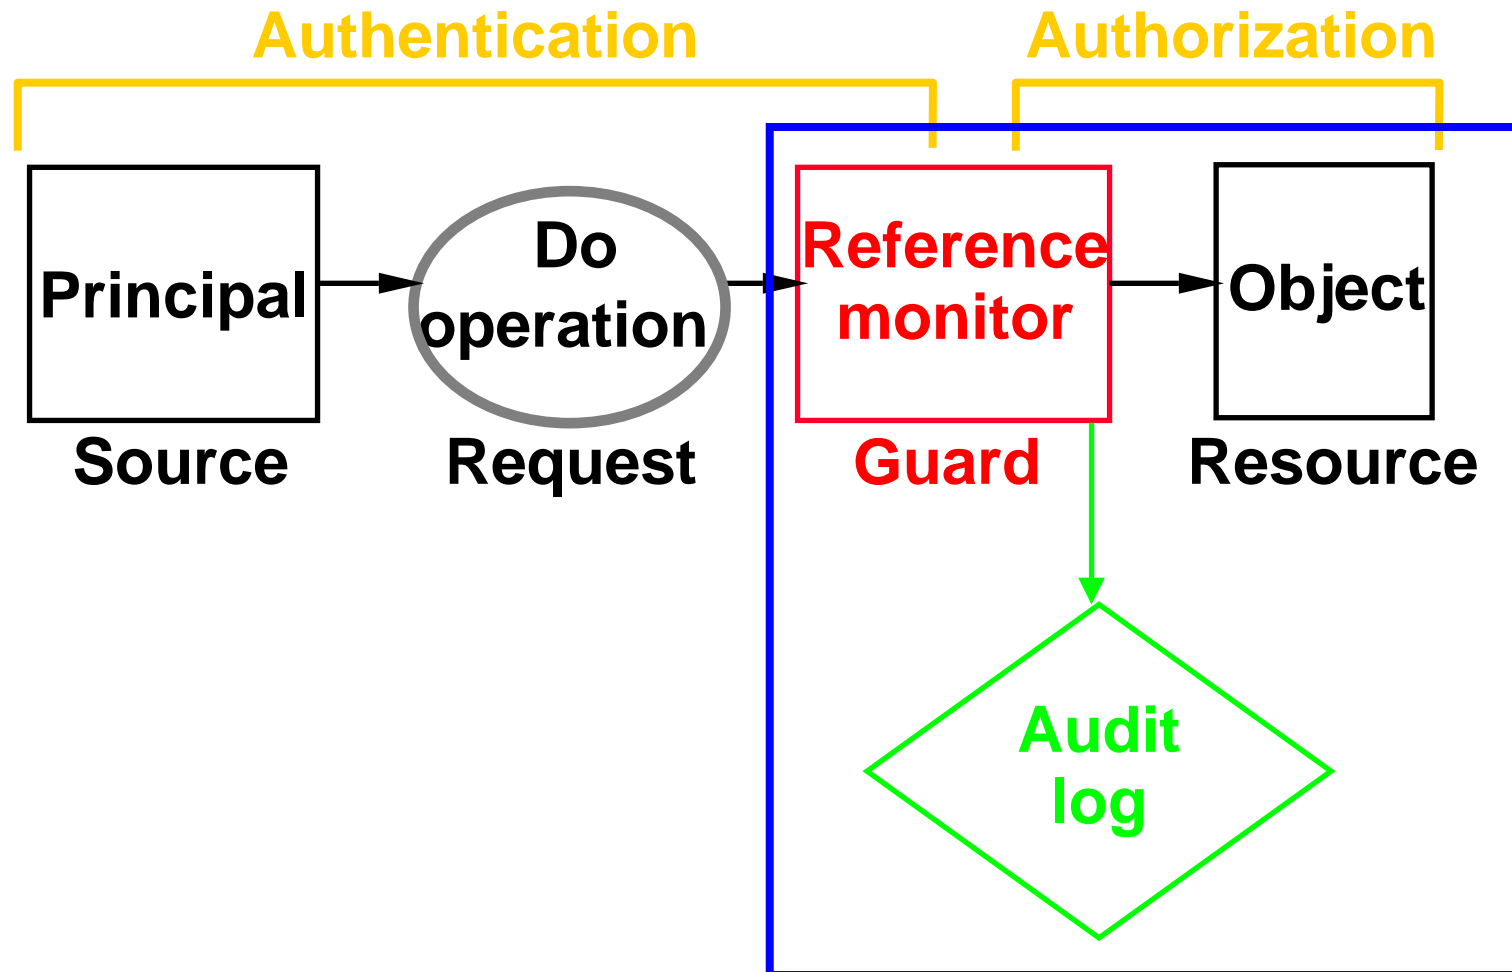 Authentication
Authorization
Principal
Do
operation
Reference
monitor
Object
Source
Request
Guard
Resource
Audit
log